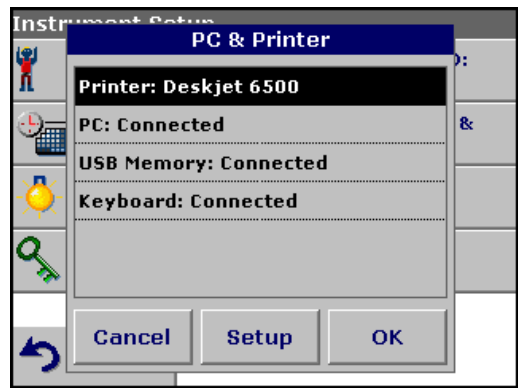 PC & Printer
Printer: Deskjet 6500
PC: Connected
USB Memory: Connected
Keyboard: Connected
Cancel
Setup
OK
&